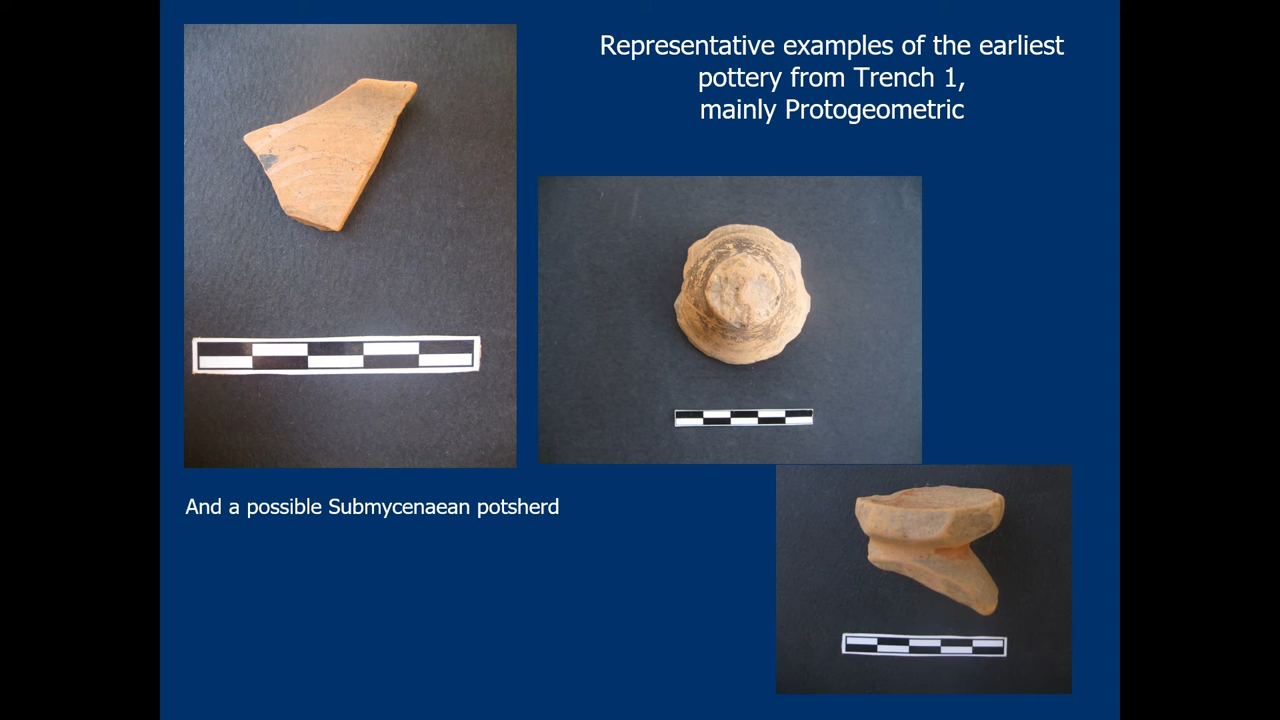 Representative examples of the earliest
pottery from Trench 1,
mainly Protogeometric
And a possible Submycenaean potsherd